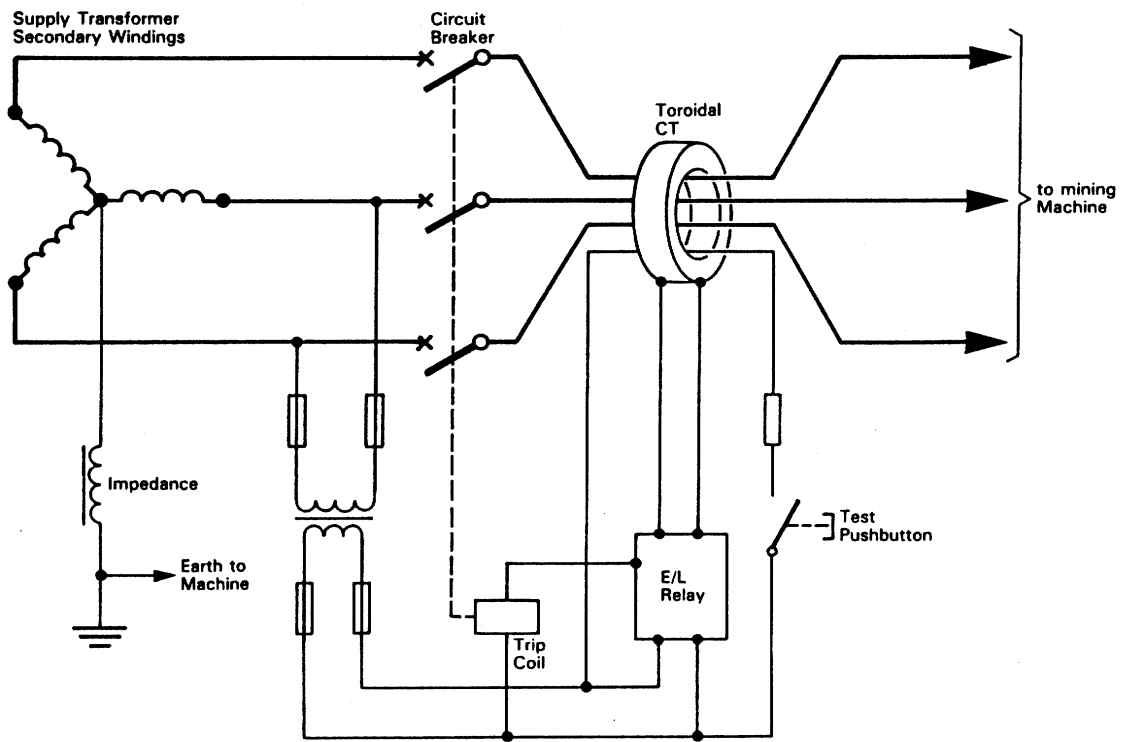 Supply Transformer
Secondary Windings
Circuit
Breaker
Toroidal
CT
to mining
Machine
Impedance
Earth to
Machine
Test
Pushbutton
E/L
Relay
Trip
Coil